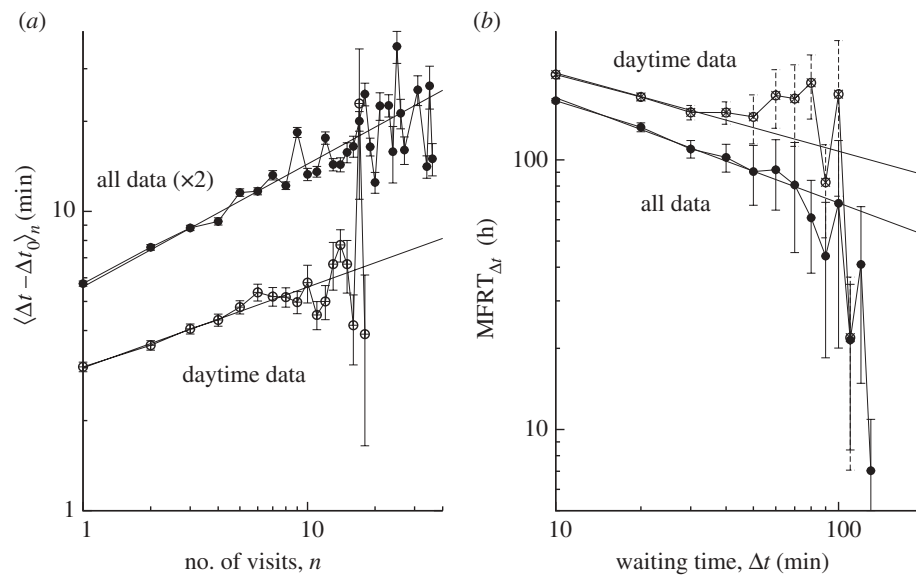 (a)
⟨Δt – Δt₀⟩ₙ (min)
10
1
all data (×2)
daytime data
1
10
no. of visits, n
(b)
MFRT_Δt (h)
100
10
daytime data
all data
10
100
waiting time, Δt (min)